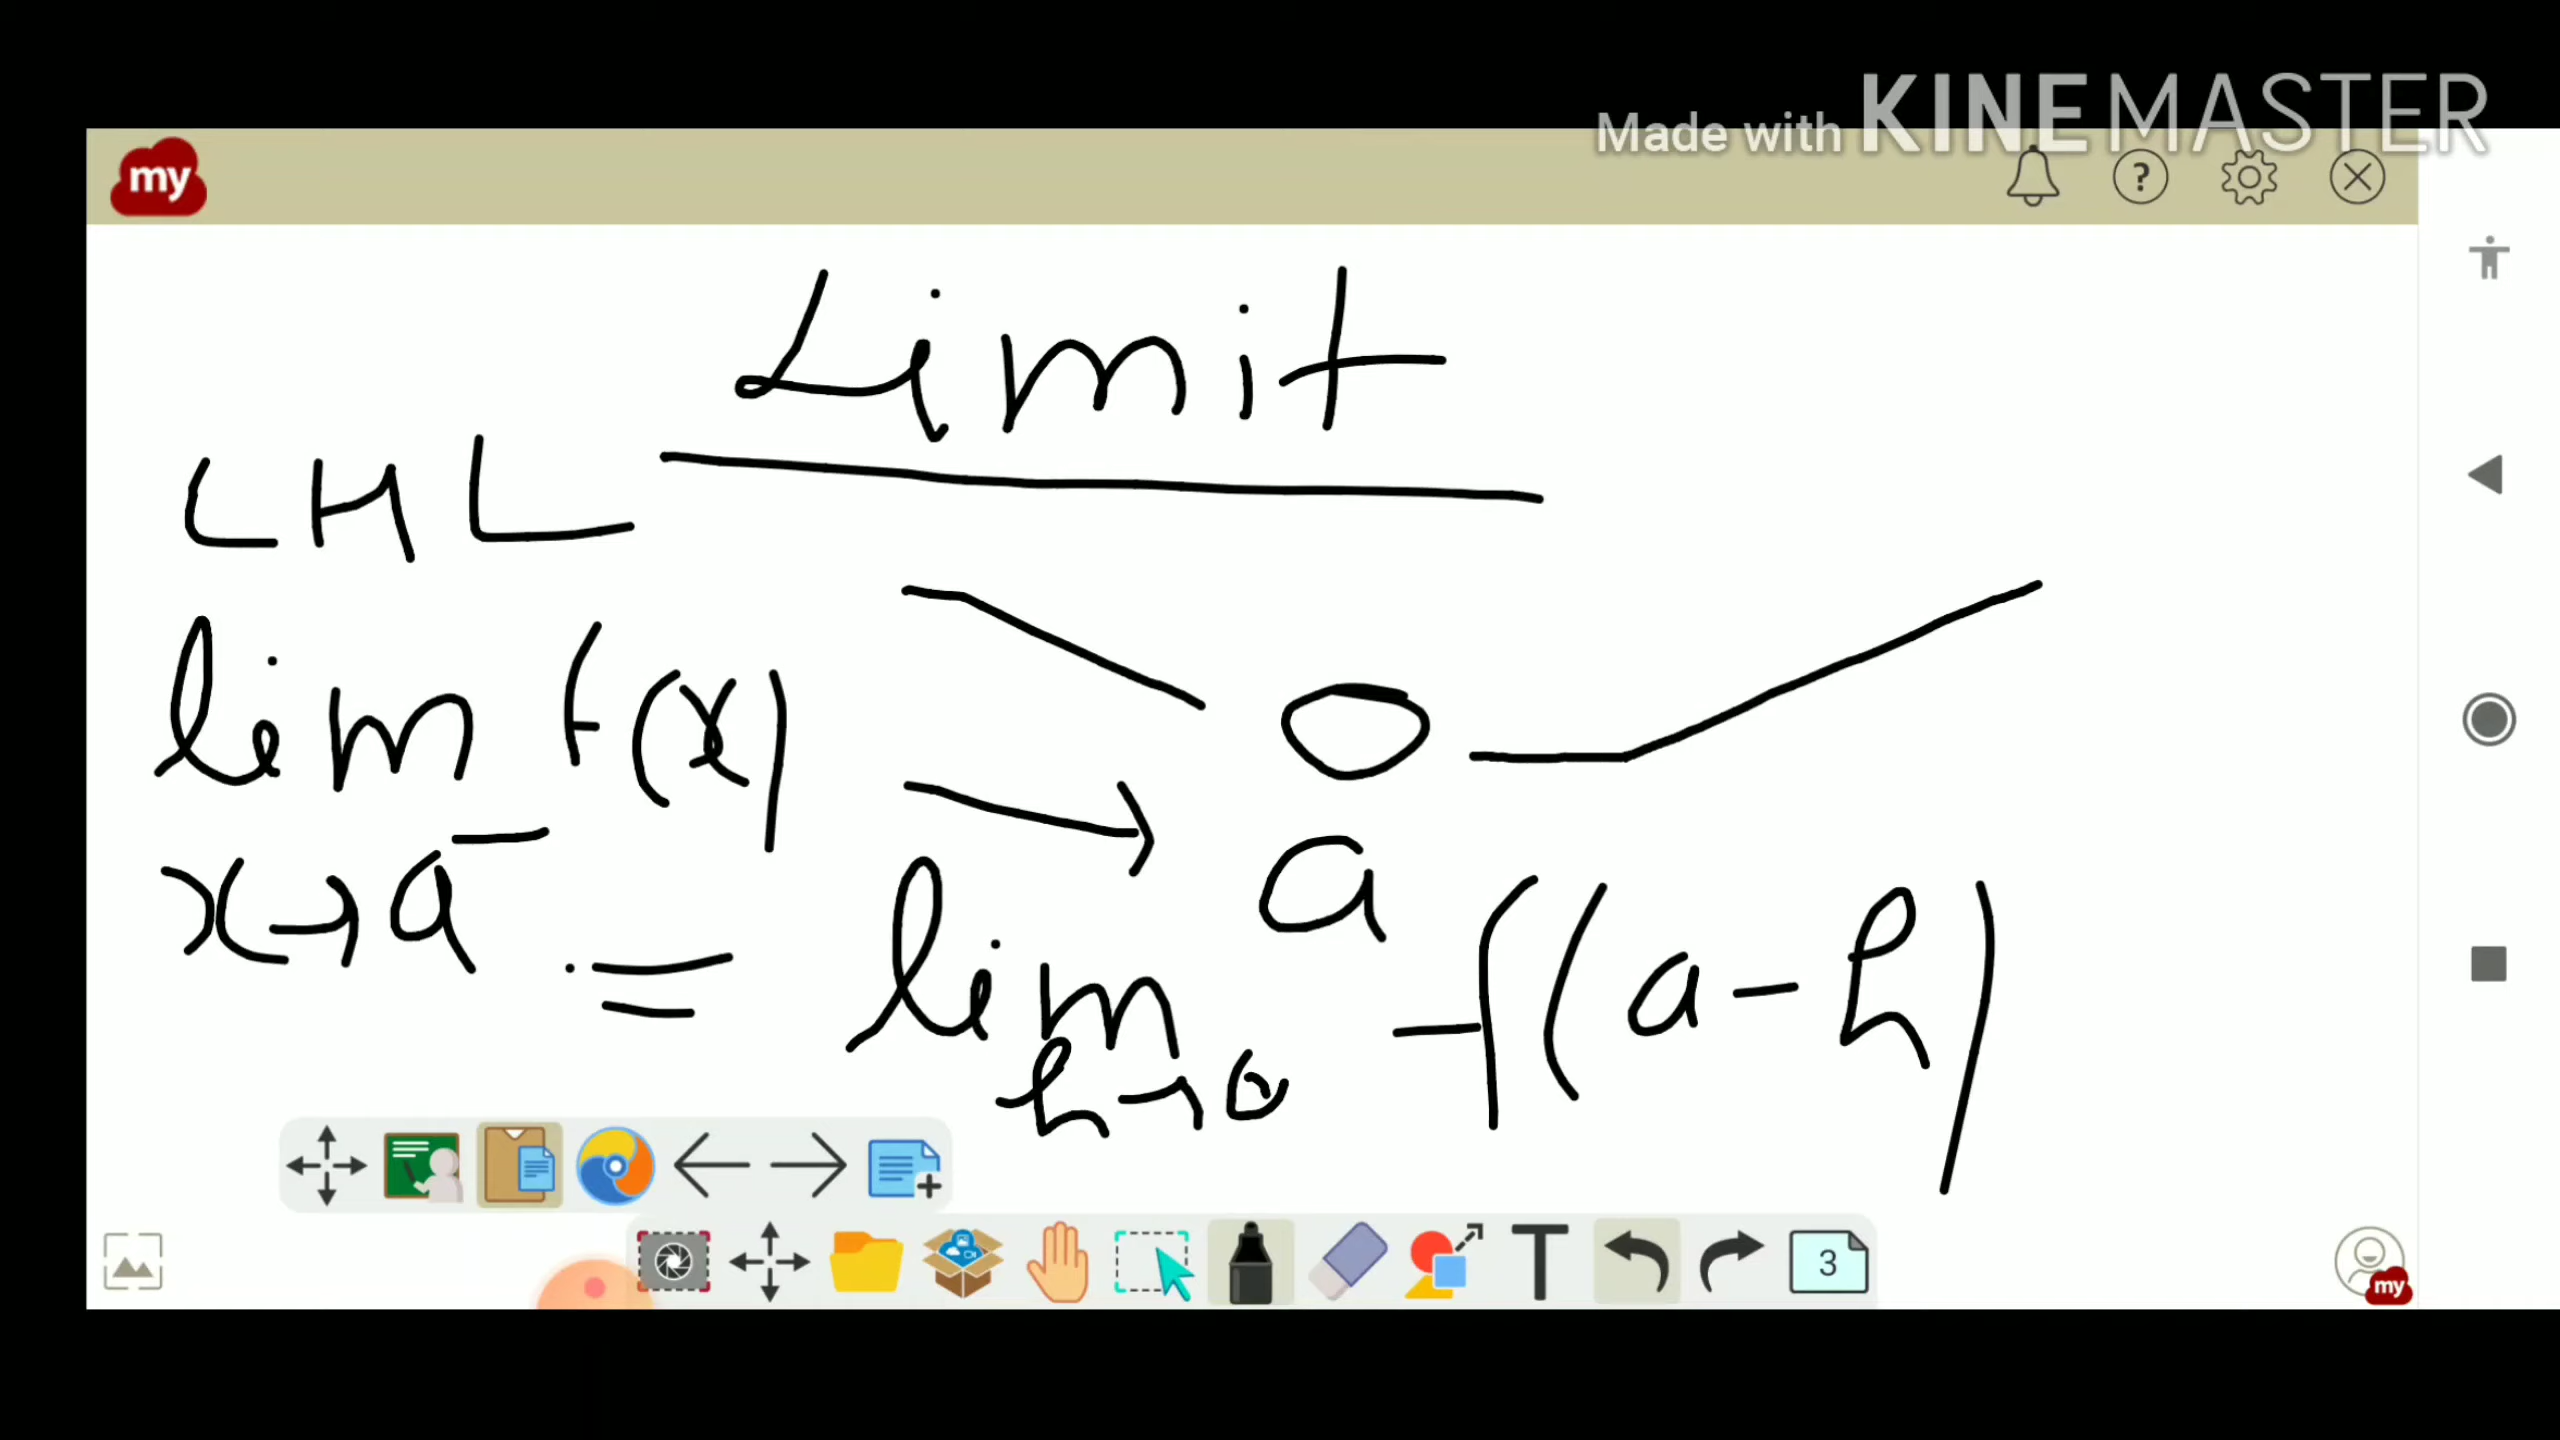 Made with KINEMASTER
my
?
Limit
LHL
lim f(x)
x→a⁻
a
= lim f(a-h)
h→0
T
3
my